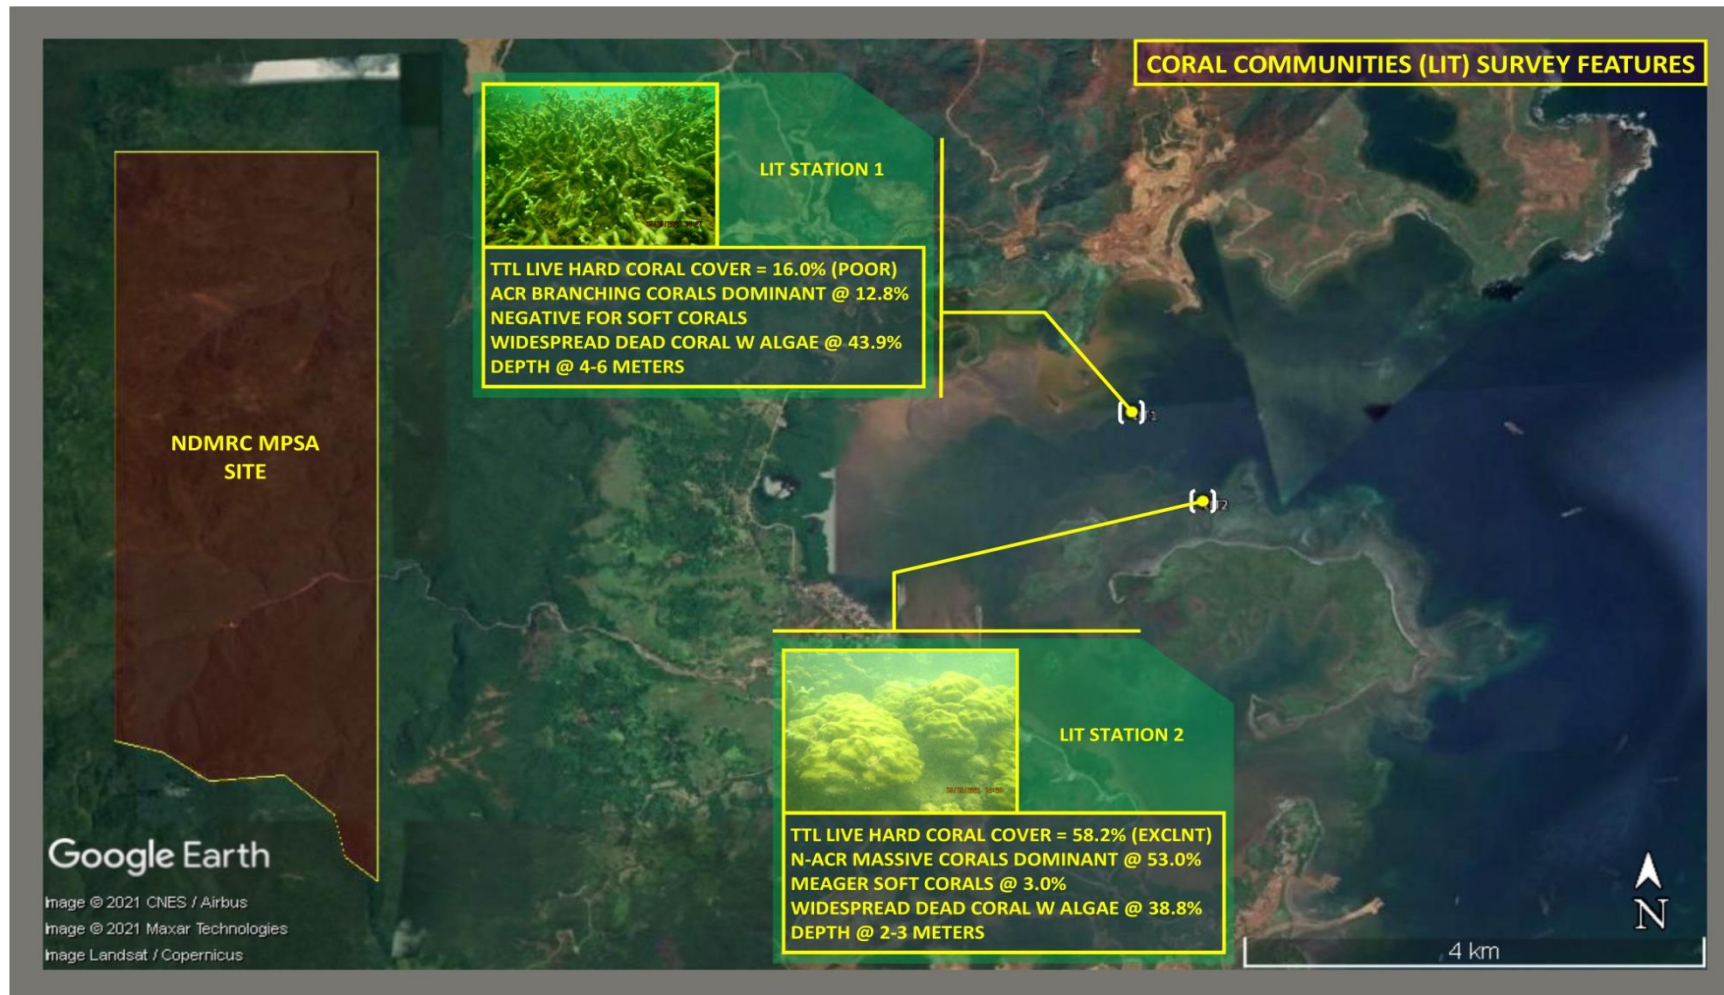 CORAL COMMUNITIES (LIT) SURVEY FEATURES
LIT STATION 1
TTL LIVE HARD CORAL COVER = 16.0% (POOR)
ACR BRANCHING CORALS DOMINANT @ 12.8%
NEGATIVE FOR SOFT CORALS
WIDESPREAD DEAD CORAL W ALGAE @ 43.9%
DEPTH @ 4-6 METERS
NDMRC MPSA
SITE
LIT STATION 2
TTL LIVE HARD CORAL COVER = 58.2% (EXCLNT)
N-ACR MASSIVE CORALS DOMINANT @ 53.0%
MEAGER SOFT CORALS @ 3.0%
WIDESPREAD DEAD CORAL W ALGAE @ 38.8%
DEPTH @ 2-3 METERS
Google Earth
Image © 2021 CNES / Airbus
Image © 2021 Maxar Technologies
Image Landsat / Copernicus
N
4 km